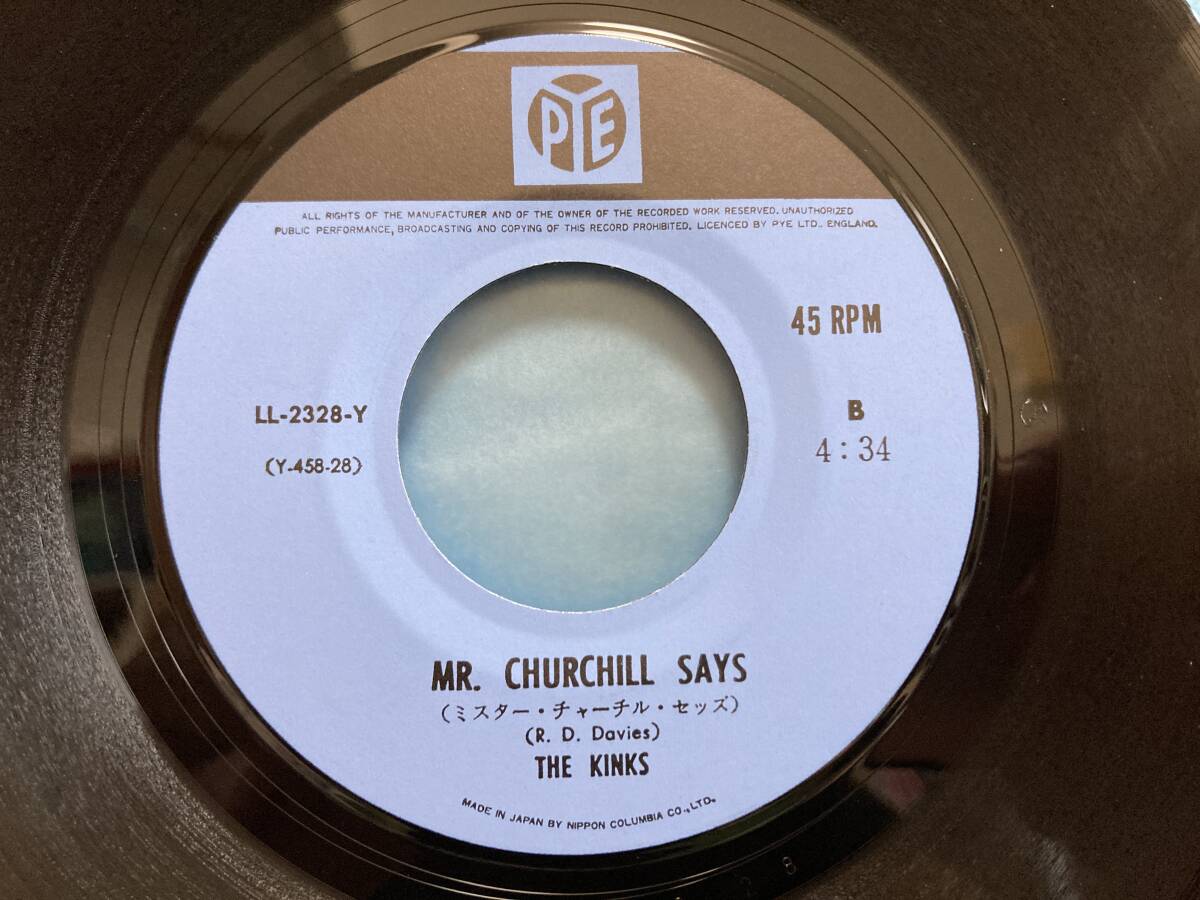 PYE
ALL RIGHTS OF THE MANUFACTURER AND OF THE OWNER OF THE RECORDED WORK RESERVED. UNAUTHORIZED
PUBLIC PERFORMANCE, BROADCASTING AND COPYING OF THIS RECORD PROHIBITED. LICENCED BY PYE LTD., ENGLAND.
45 RPM
LL-2328-Y
(Y-458-28)
B
4:34
MR. CHURCHILL SAYS
(ミスター・チャーチル・セッズ)
(R. D. Davies)
THE KINKS
MADE IN JAPAN BY NIPPON COLUMBIA CO., LTD.